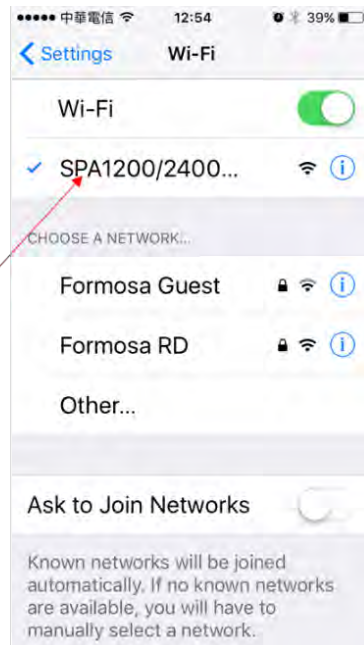 中華電信 12:54 39%
Settings Wi-Fi
Wi-Fi
SPA1200/2400...
CHOOSE A NETWORK...
Formosa Guest
Formosa RD
Other...
Ask to Join Networks
Known networks will be joined
automatically. If no known networks
are available, you will have to
manually select a network.